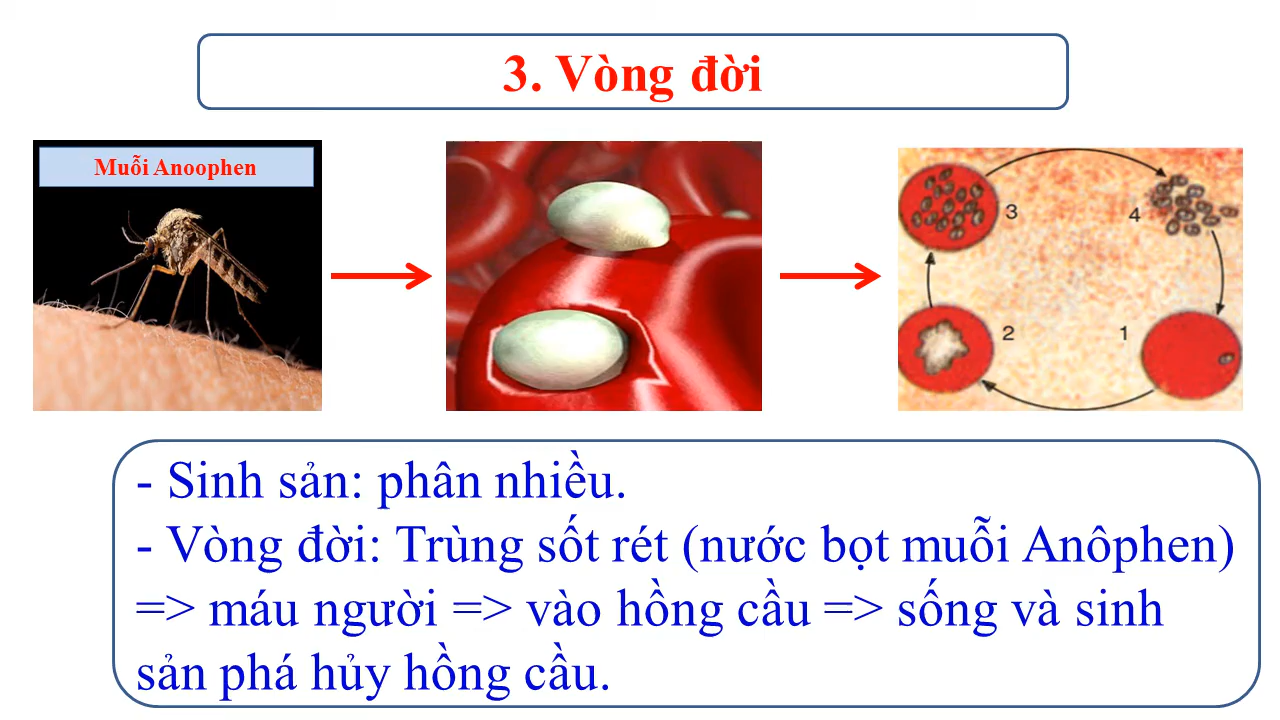 3. Vòng đời
Muỗi Anoophen
3
4
2
1
- Sinh sản: phân nhiều.
- Vòng đời: Trùng sốt rét (nước bọt muỗi Anôphen)
=> máu người => vào hồng cầu => sống và sinh
sản phá hủy hồng cầu.